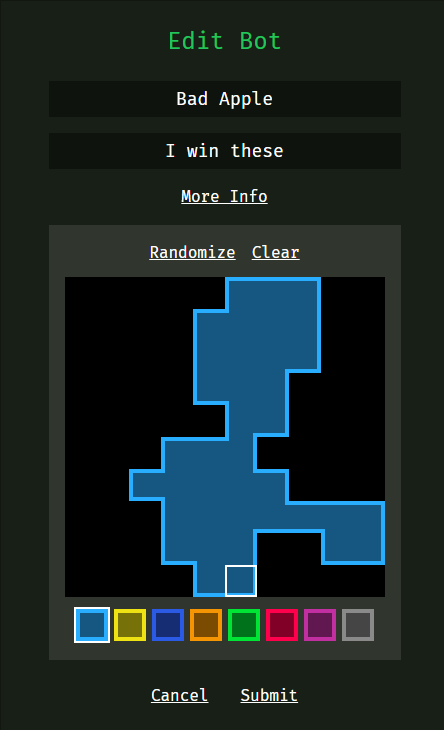 Edit Bot
Bad Apple
I win these
More Info
Randomize Clear
Cancel Submit